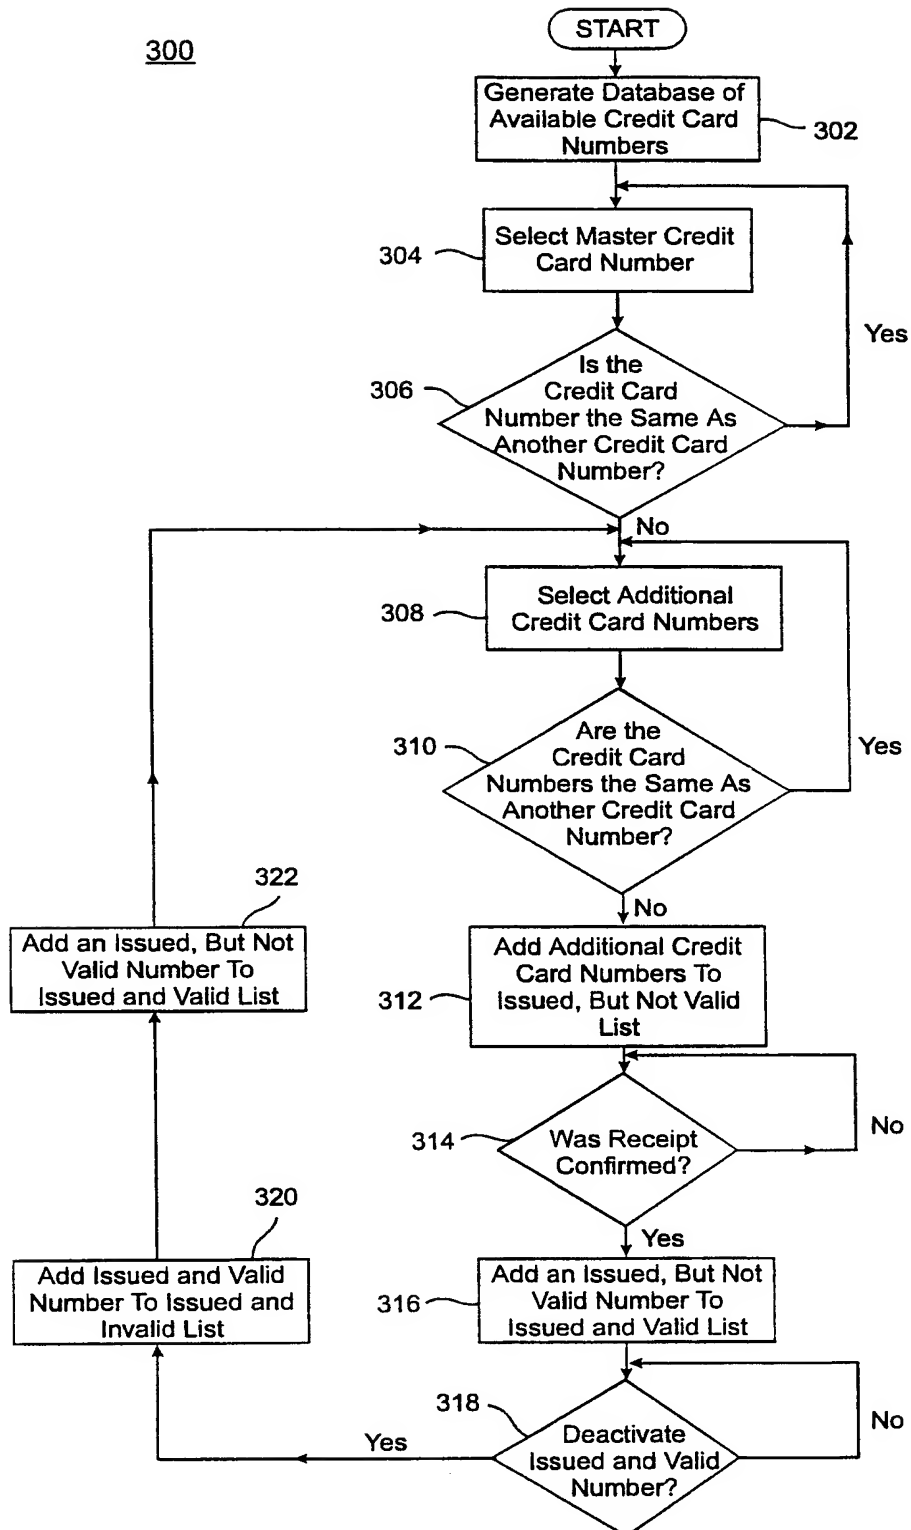 300
START
Generate Database of
Available Credit Card
Numbers
302
304
Select Master Credit
Card Number
Yes
306
Is the
Credit Card
Number the Same As
Another Credit Card
Number?
No
308
Select Additional
Credit Card Numbers
310
Are the
Credit Card
Numbers the Same As
Another Credit Card
Number?
Yes
No
322
Add an Issued, But Not
Valid Number To
Issued and Valid List
312
Add Additional Credit
Card Numbers To
Issued, But Not Valid
List
314
Was Receipt
Confirmed?
No
Yes
320
Add Issued and Valid
Number To Issued and
Invalid List
316
Add an Issued, But Not
Valid Number To
Issued and Valid List
318
Deactivate
Issued and Valid
Number?
No
Yes